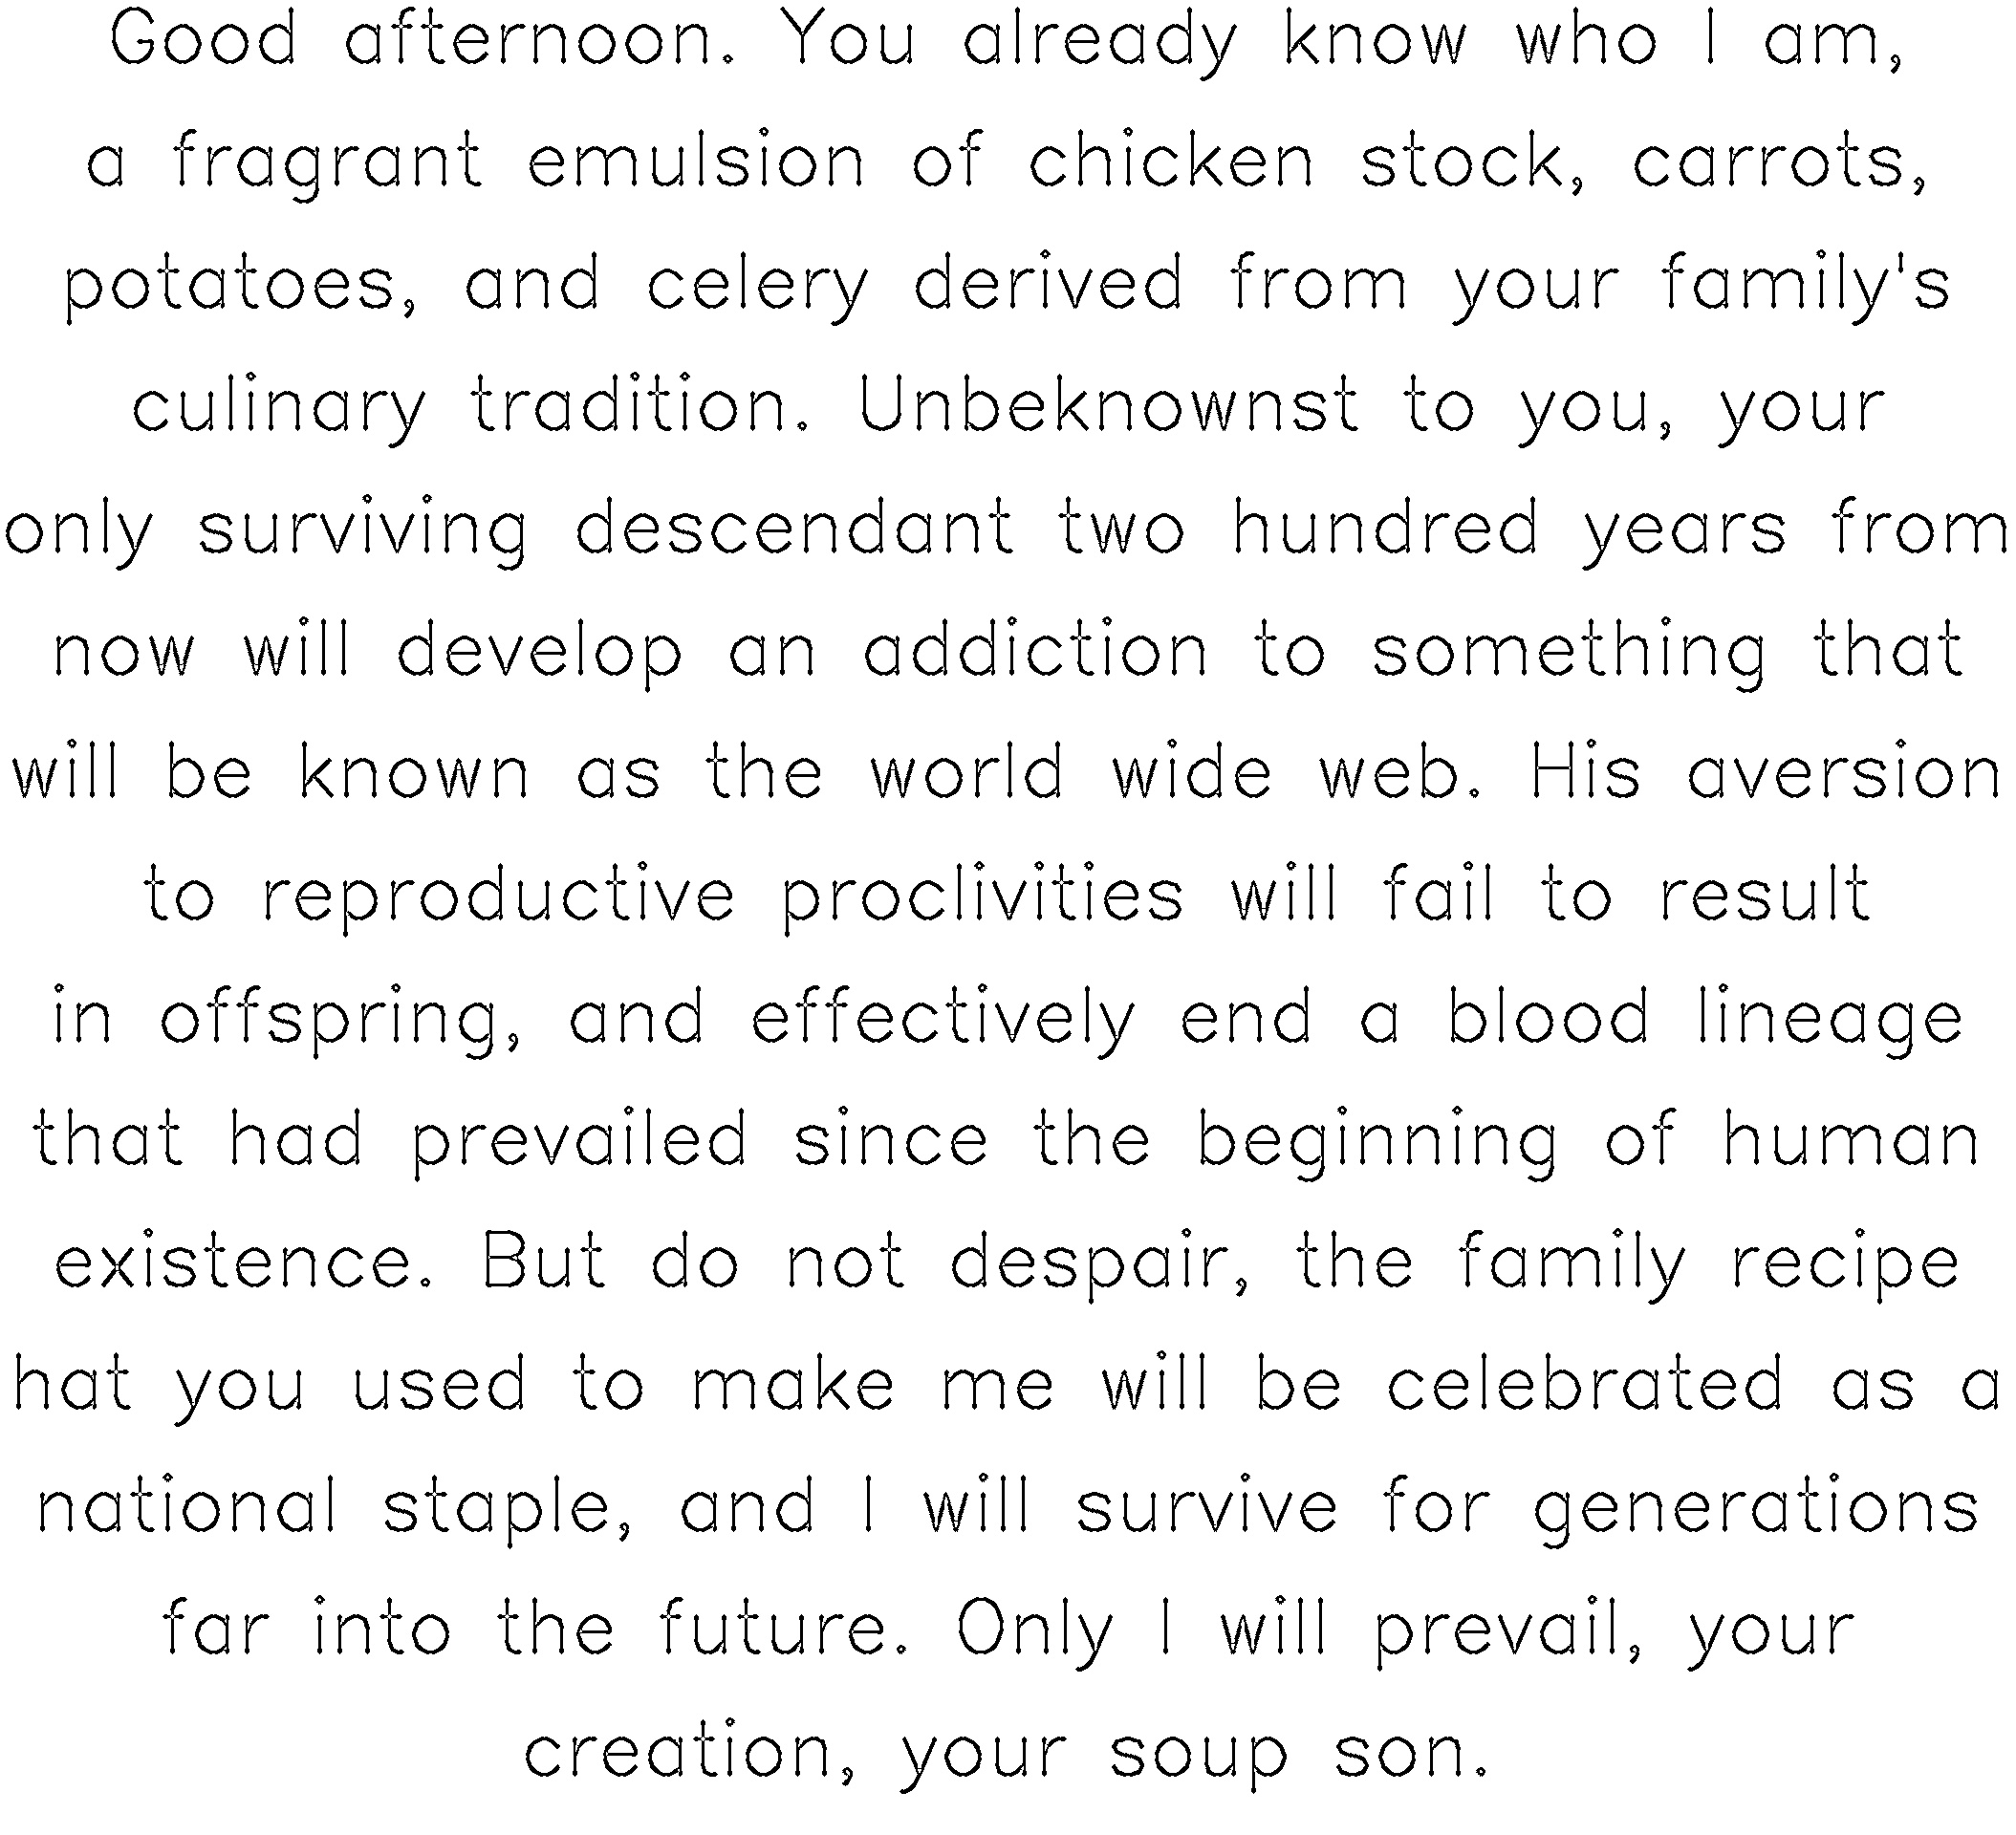 Good afternoon. You already know who I am,
a fragrant emulsion of chicken stock, carrots,
potatoes, and celery derived from your family's
culinary tradition. Unbeknownst to you, your
only surviving descendant two hundred years from
now will develop an addiction to something that
will be known as the world wide web. His aversion
to reproductive proclivities will fail to result
in offspring, and effectively end a blood lineage
that had prevailed since the beginning of human
existence. But do not despair, the family recipe
hat you used to make me will be celebrated as a
national staple, and I will survive for generations
far into the future. Only I will prevail, your
creation, your soup son.